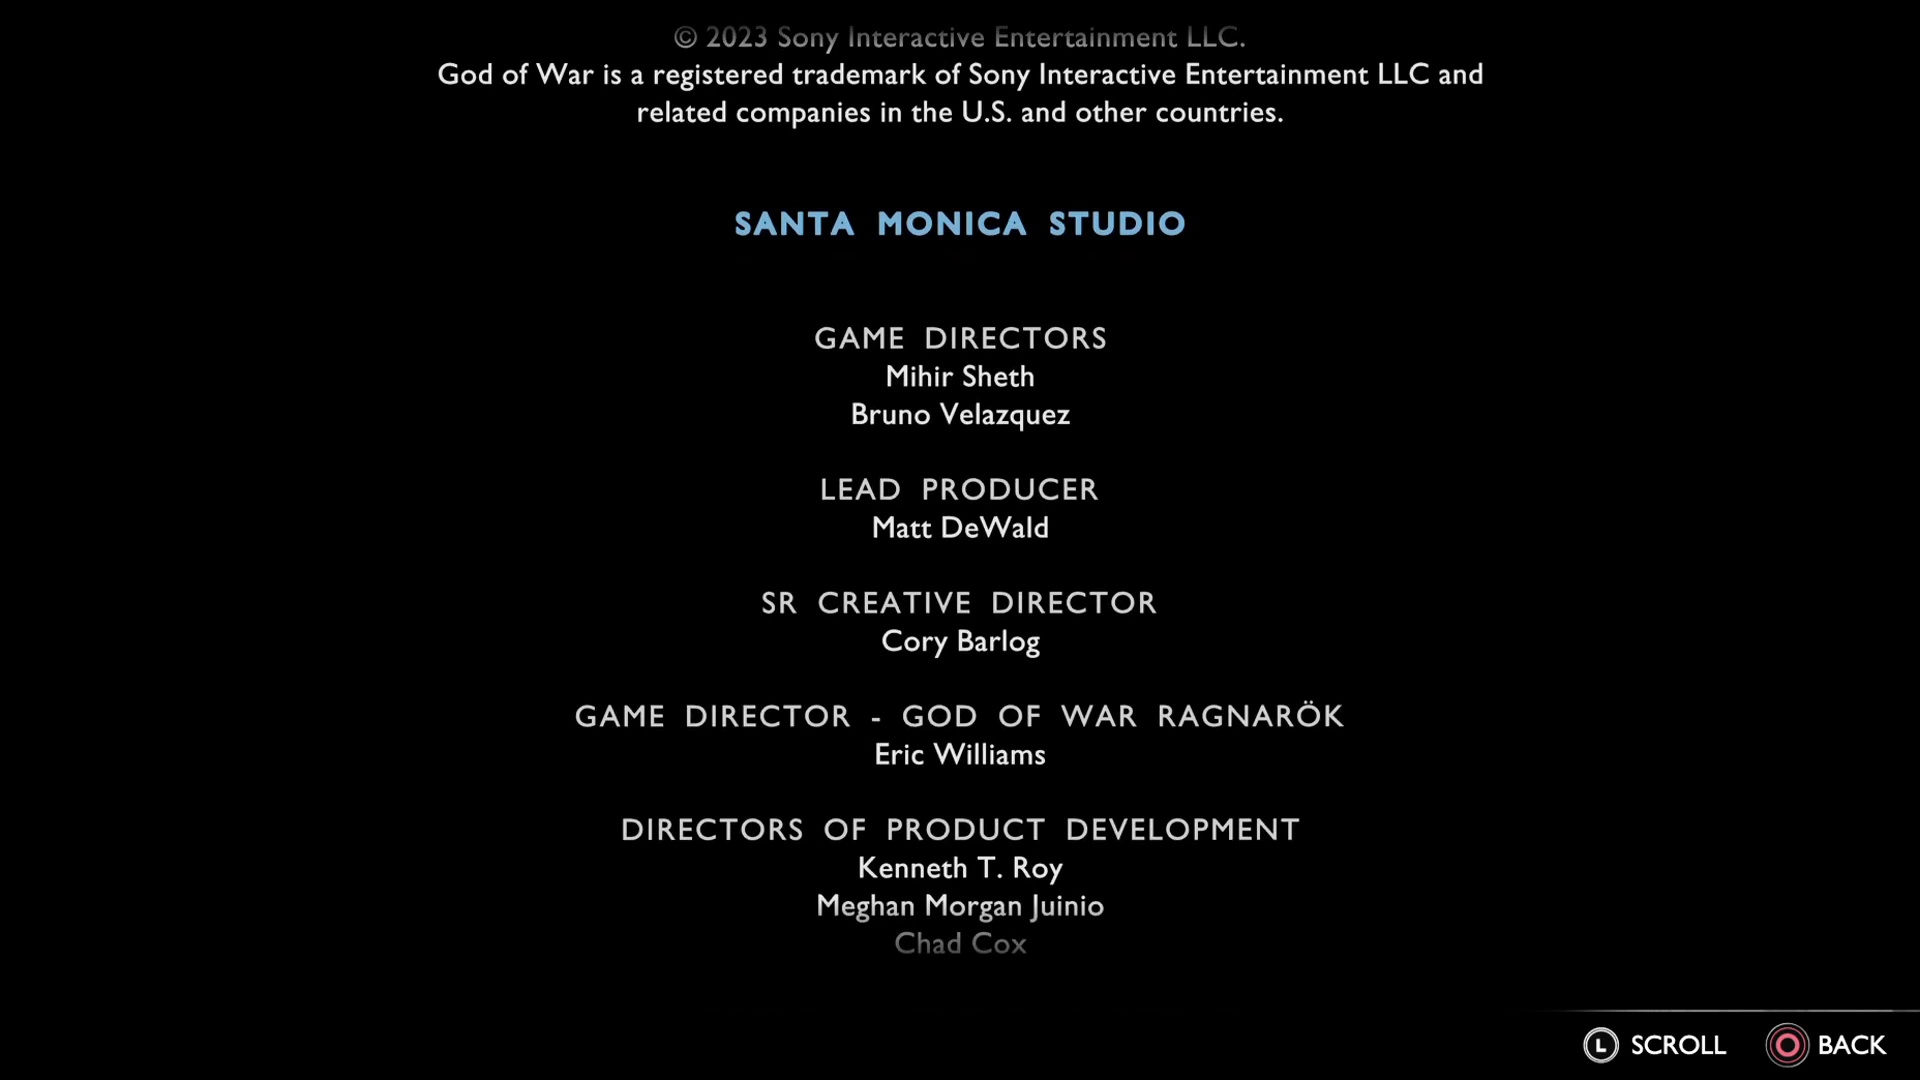 © 2023 Sony Interactive Entertainment LLC.
God of War is a registered trademark of Sony Interactive Entertainment LLC and
related companies in the U.S. and other countries.
SANTA MONICA STUDIO
GAME DIRECTORS
Mihir Sheth
Bruno Velazquez
LEAD PRODUCER
Matt DeWald
SR CREATIVE DIRECTOR
Cory Barlog
GAME DIRECTOR - GOD OF WAR RAGNARÖK
Eric Williams
DIRECTORS OF PRODUCT DEVELOPMENT
Kenneth T. Roy
Meghan Morgan Juinio
Chad Cox
L SCROLL BACK